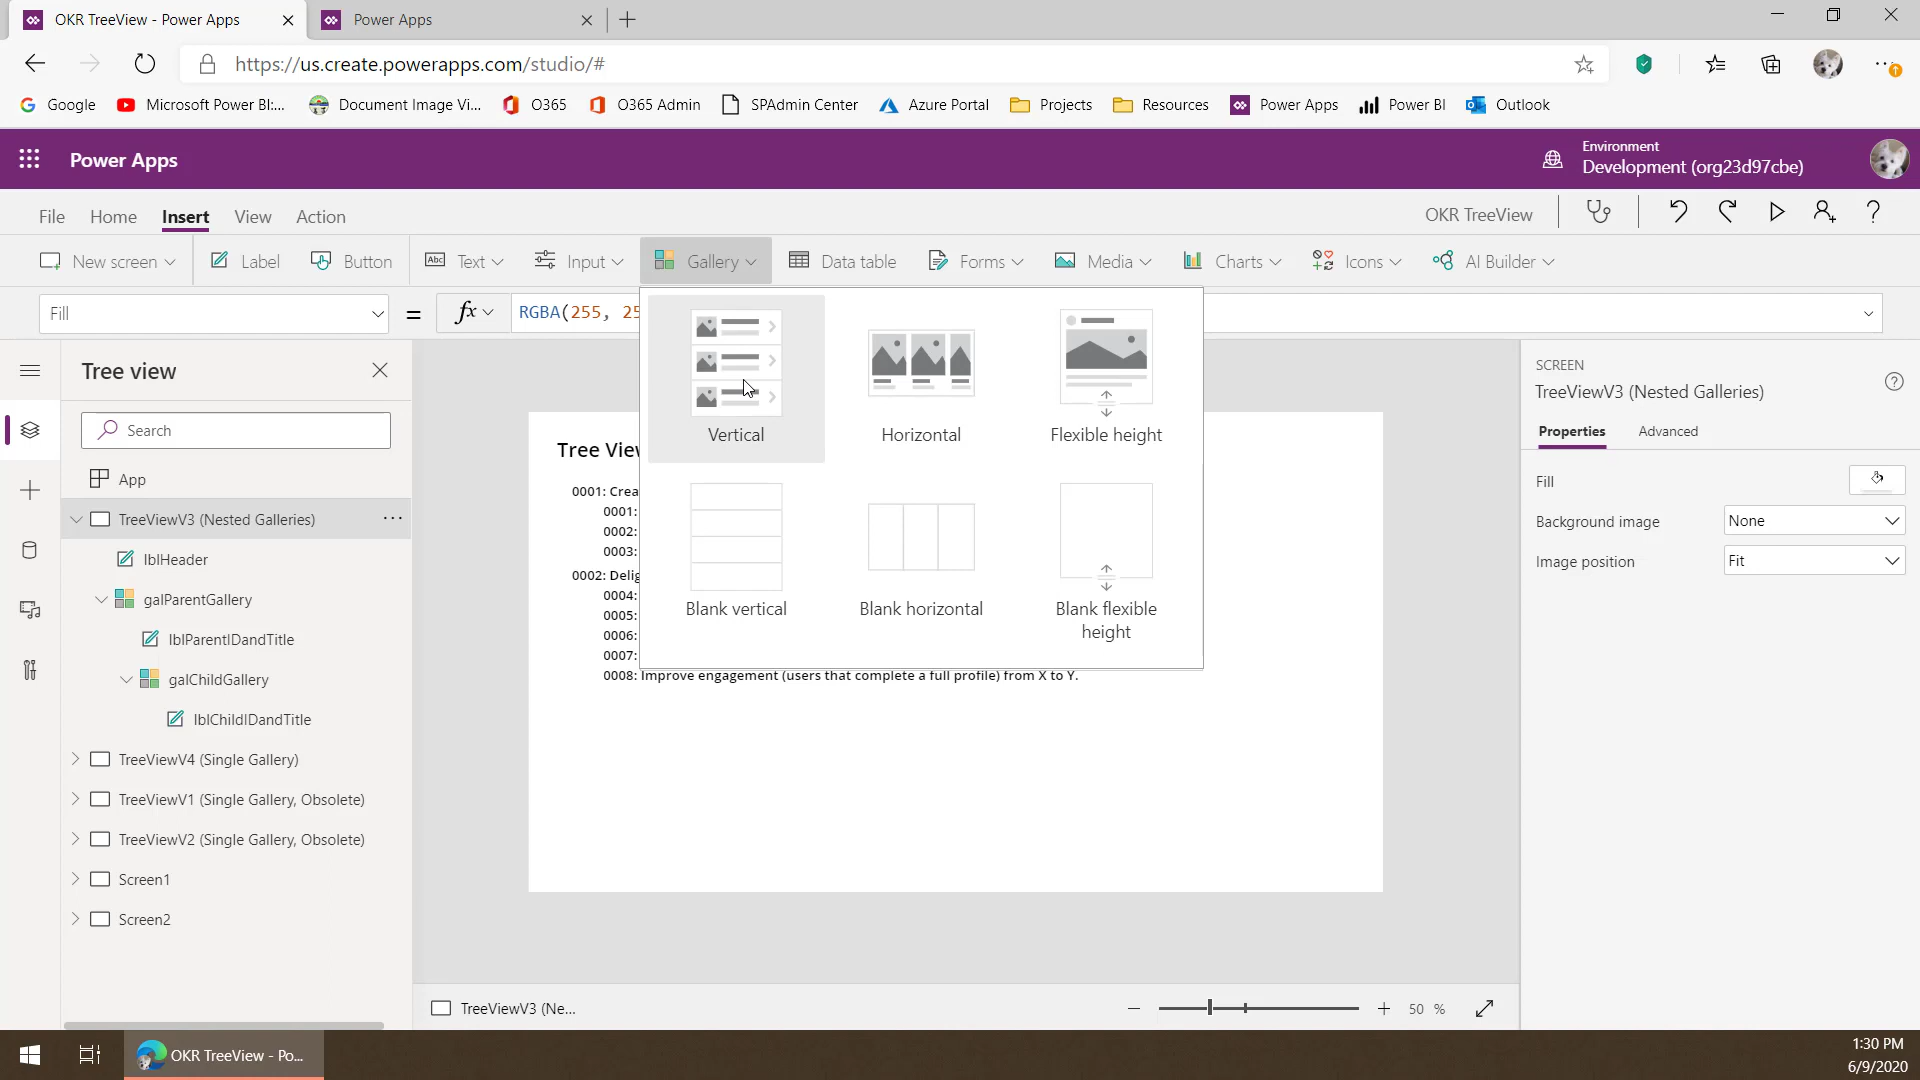 OKR TreeView - Power Apps
Power Apps
https://us.create.powerapps.com/studio/#
Google
Microsoft Power BI:...
Document Image Vi...
O365
O365 Admin
SPAdmin Center
Azure Portal
Projects
Resources
Power Apps
Power BI
Outlook
Power Apps
Environment
Development (org23d97cbe)
File
Home
Insert
View
Action
OKR TreeView
New screen
Label
Button
Abc Text
Input
Gallery
Data table
Forms
Media
Charts
Icons
AI Builder
Fill
=
fx
RGBA(255, 25
Tree view
Search
App
TreeViewV3 (Nested Galleries)
lblHeader
galParentGallery
lblParentIDandTitle
galChildGallery
lblChildIDandTitle
TreeViewV4 (Single Gallery)
TreeViewV1 (Single Gallery, Obsolete)
TreeViewV2 (Single Gallery, Obsolete)
Screen1
Screen2
Tree Vie
0001: Crea
0001:
0002:
0003:
0002: Delig
0004:
0005:
0006:
0007:
0008: Improve engagement (users that complete a full profile) from X to Y.
Vertical
Horizontal
Flexible height
Blank vertical
Blank horizontal
Blank flexible
height
SCREEN
TreeViewV3 (Nested Galleries)
Properties
Advanced
Fill
Background image
None
Image position
Fit
TreeViewV3 (Ne...
50 %
OKR TreeView - Po...
1:30 PM
6/9/2020